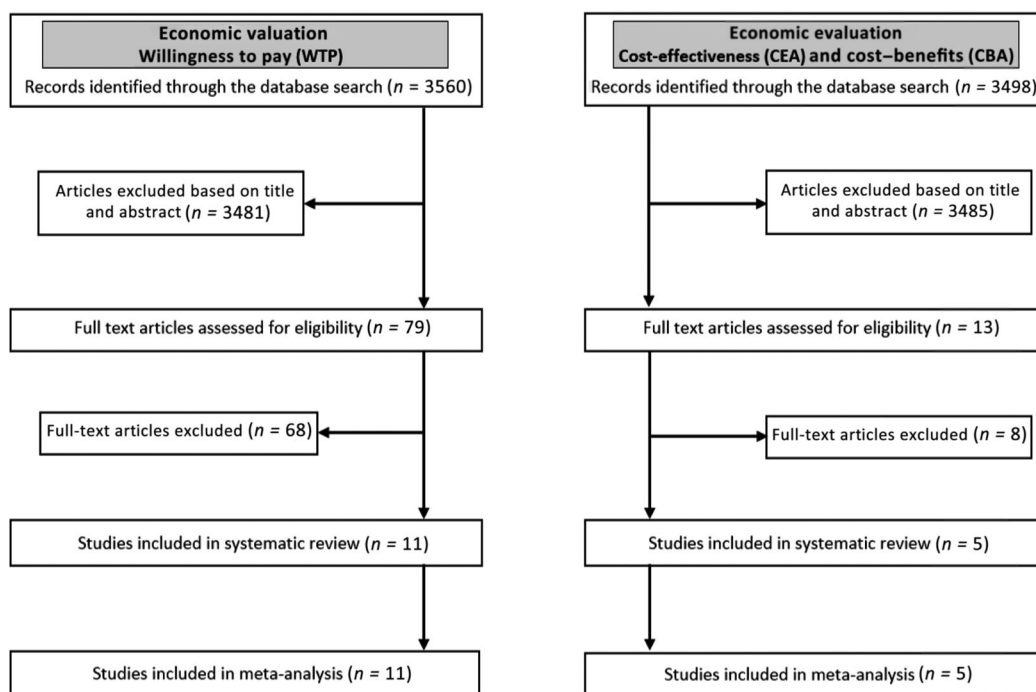 Economic valuation
Willingness to pay (WTP)
Records identified through the database search (n = 3560)
Articles excluded based on title
and abstract (n = 3481)
Full text articles assessed for eligibility (n = 79)
Full-text articles excluded (n = 68)
Studies included in systematic review (n = 11)
Studies included in meta-analysis (n = 11)
Economic evaluation
Cost-effectiveness (CEA) and cost–benefits (CBA)
Records identified through the database search (n = 3498)
Articles excluded based on title
and abstract (n = 3485)
Full text articles assessed for eligibility (n = 13)
Full-text articles excluded (n = 8)
Studies included in systematic review (n = 5)
Studies included in meta-analysis (n = 5)